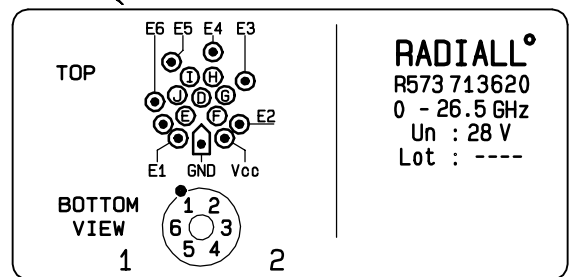 E6 E5 E4 E3
TOP
I H
J D G
E F
E2
E1 GND Vcc
BOTTOM VIEW
1 2
6 3
5 4
1 2
RADIALL°
R573 713620
0 - 26.5 GHz
Un : 28 V
Lot : ----